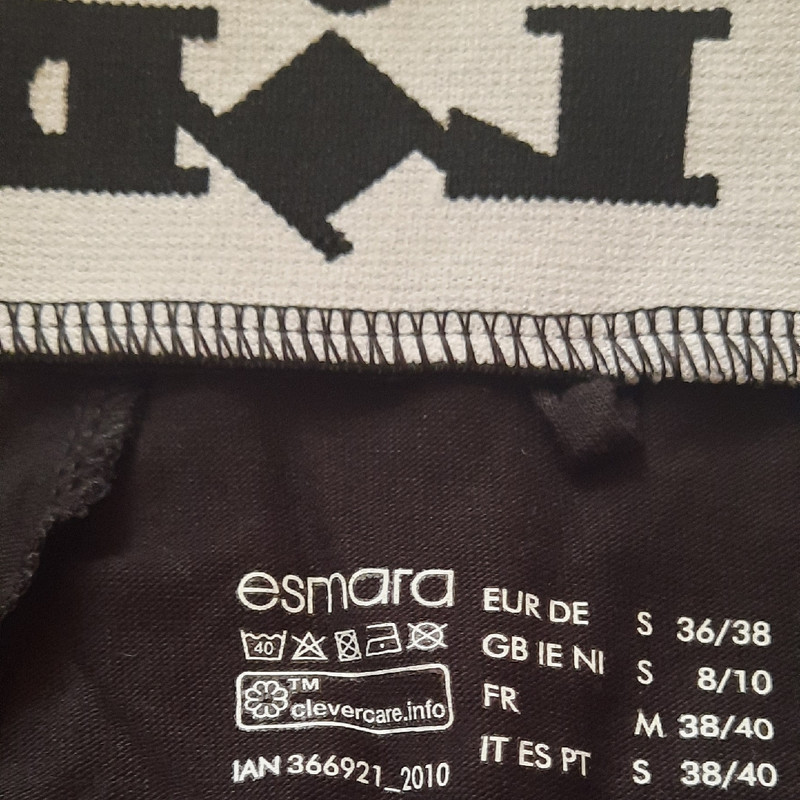 esmara
40
TM
clevercare.info
IAN 366921_2010
EUR DE S 36/38
GB IE NI S 8/10
FR M 38/40
IT ES PT S 38/40